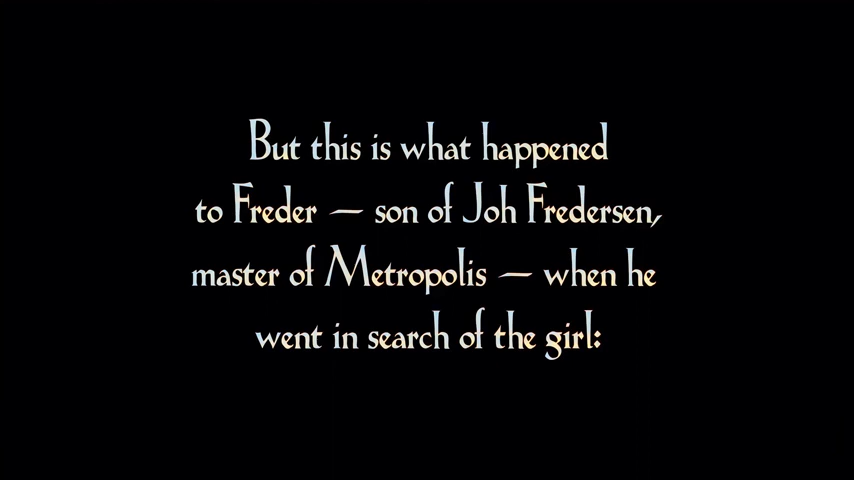 But this is what happened
to Freder — son of Joh Fredersen,
master of Metropolis — when he
went in search of the girl: